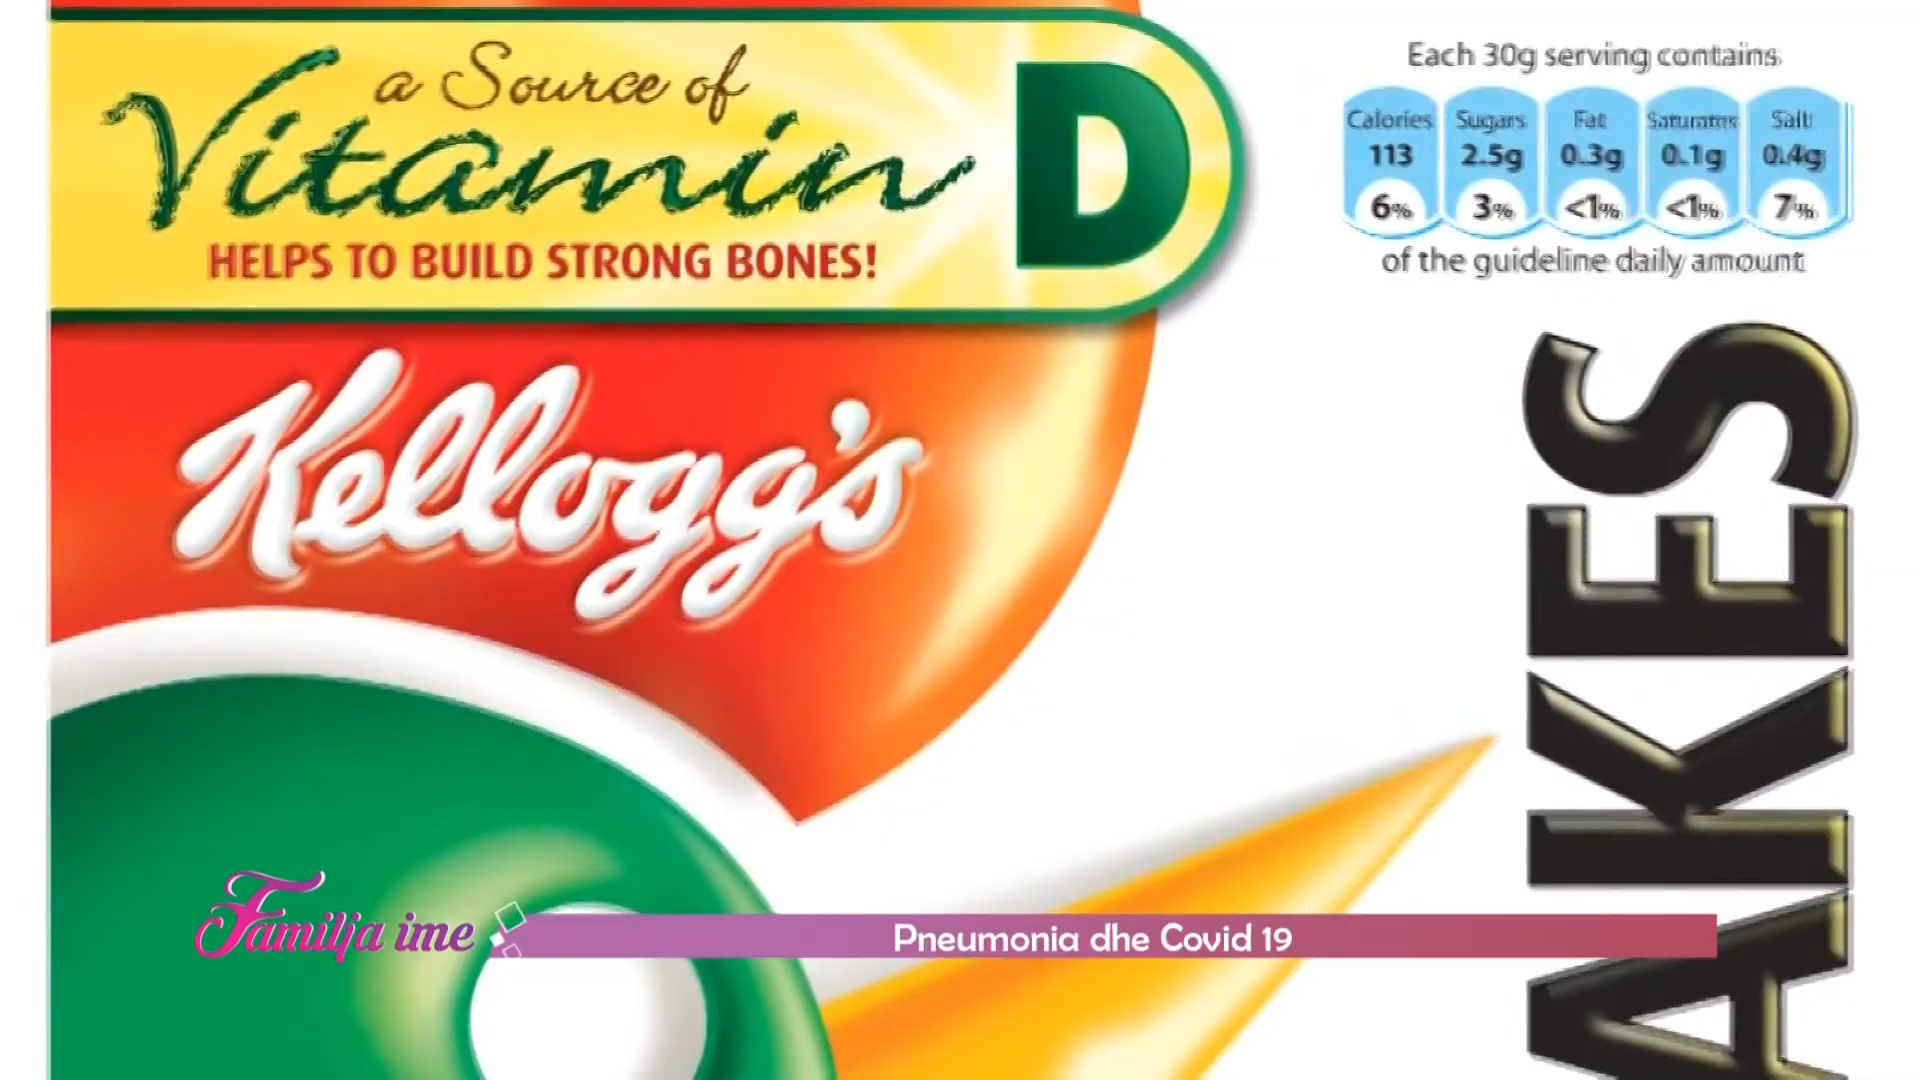 a Source of
Vitamin D
HELPS TO BUILD STRONG BONES!
Kellogg's
Each 30g serving contains
Calories Sugars Fat Saturates Salt
113 2.5g 0.3g 0.1g 0.4g
6% 3% <1% <1% 7%
of the guideline daily amount
AKES
Familja ime
Pneumonia dhe Covid 19